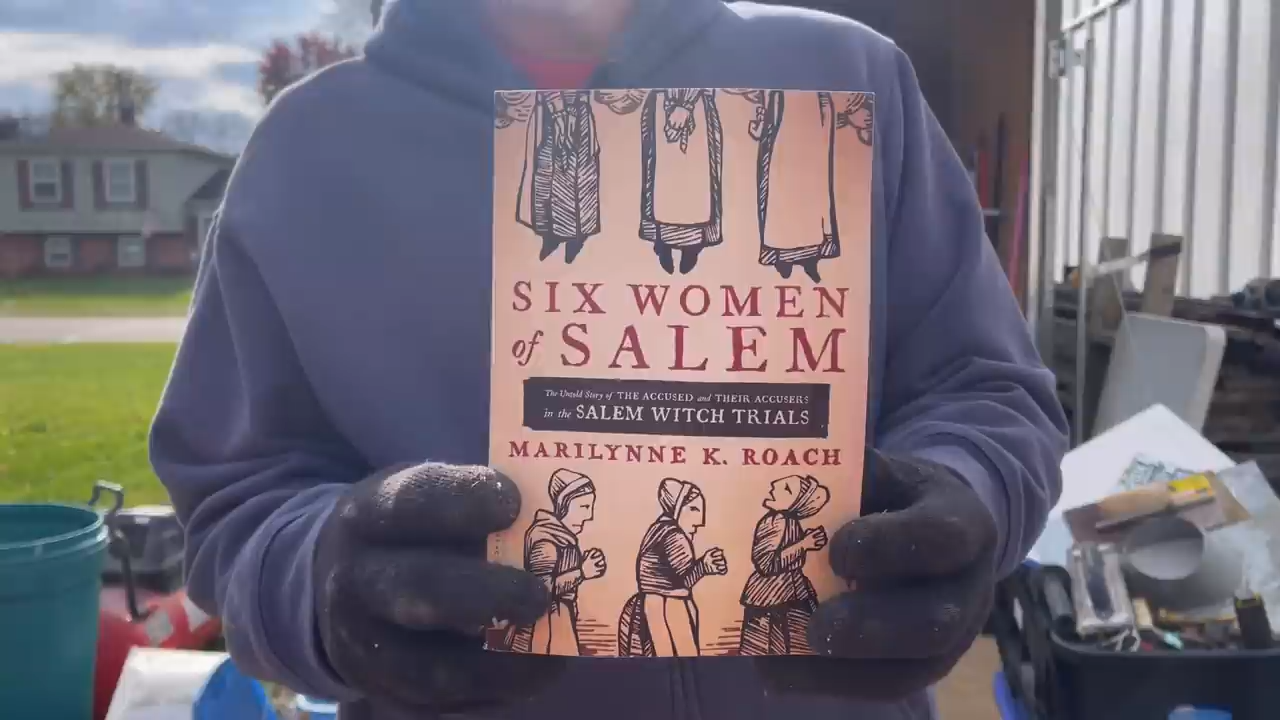 SIX WOMEN
of SALEM
The Untold Story of THE ACCUSED and THEIR ACCUSERS
in the SALEM WITCH TRIALS
MARILYNNE K. ROACH